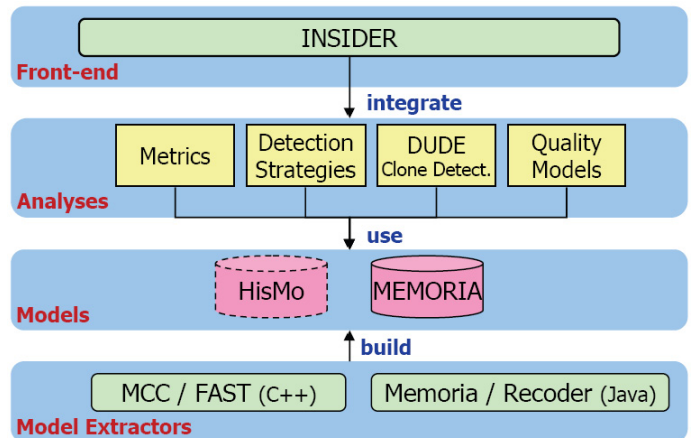 INSIDER
Front-end
integrate
Metrics
Detection
Strategies
DUDE
Clone Detect.
Quality
Models
Analyses
use
HisMo
MEMORIA
Models
build
MCC / FAST (C++)
Memoria / Recoder (Java)
Model Extractors